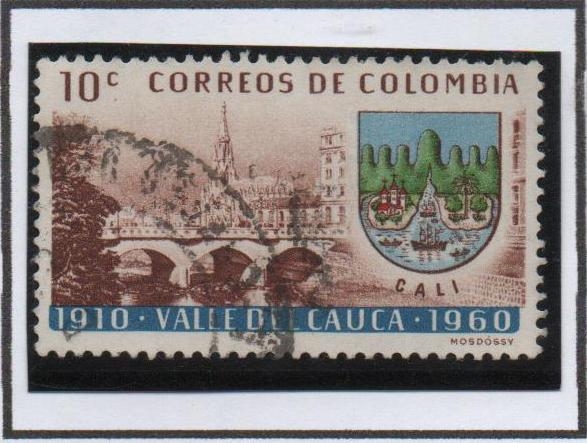 10c CORREOS DE COLOMBIA
CALI
1910 · VALLE DEL CAUCA · 1960
MOSDÓSSY